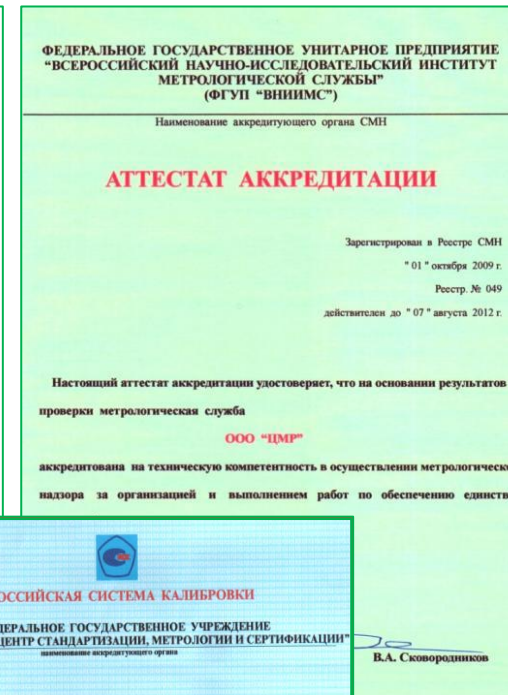 ФЕДЕРАЛЬНОЕ ГОСУДАРСТВЕННОЕ УНИТАРНОЕ ПРЕДПРИЯТИЕ
“ВСЕРОССИЙСКИЙ НАУЧНО-ИССЛЕДОВАТЕЛЬСКИЙ ИНСТИТУТ
МЕТРОЛОГИЧЕСКОЙ СЛУЖБЫ”
(ФГУП “ВНИИМС”)
Наименование аккредитующего органа СМН
АТТЕСТАТ АККРЕДИТАЦИИ
Зарегистрирован в Реестре СМН
" 01 " октября 2009 г.
Реестр. № 049
действителен до " 07 " августа 2012 г.
Настоящий аттестат аккредитации удостоверяет, что на основании результатов
проверки метрологическая служба
ООО “ЦМР”
аккредитована на техническую компетентность в осуществлении метрологическо
надзора за организацией и выполнением работ по обеспечению единств
В.А. Сковородников
ОССИЙСКАЯ СИСТЕМА КАЛИБРОВКИ
ДЕРАЛЬНОЕ ГОСУДАРСТВЕННОЕ УЧРЕЖДЕНИЕ
ЦЕНТР СТАНДАРТИЗАЦИИ, МЕТРОЛОГИИ И СЕРТИФИКАЦИИ”
наименование аккредитующего органа